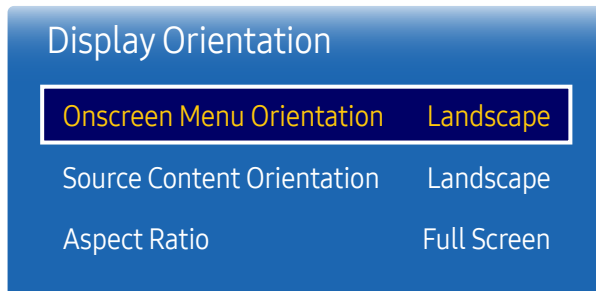 Display Orientation
Onscreen Menu Orientation Landscape
Source Content Orientation Landscape
Aspect Ratio Full Screen